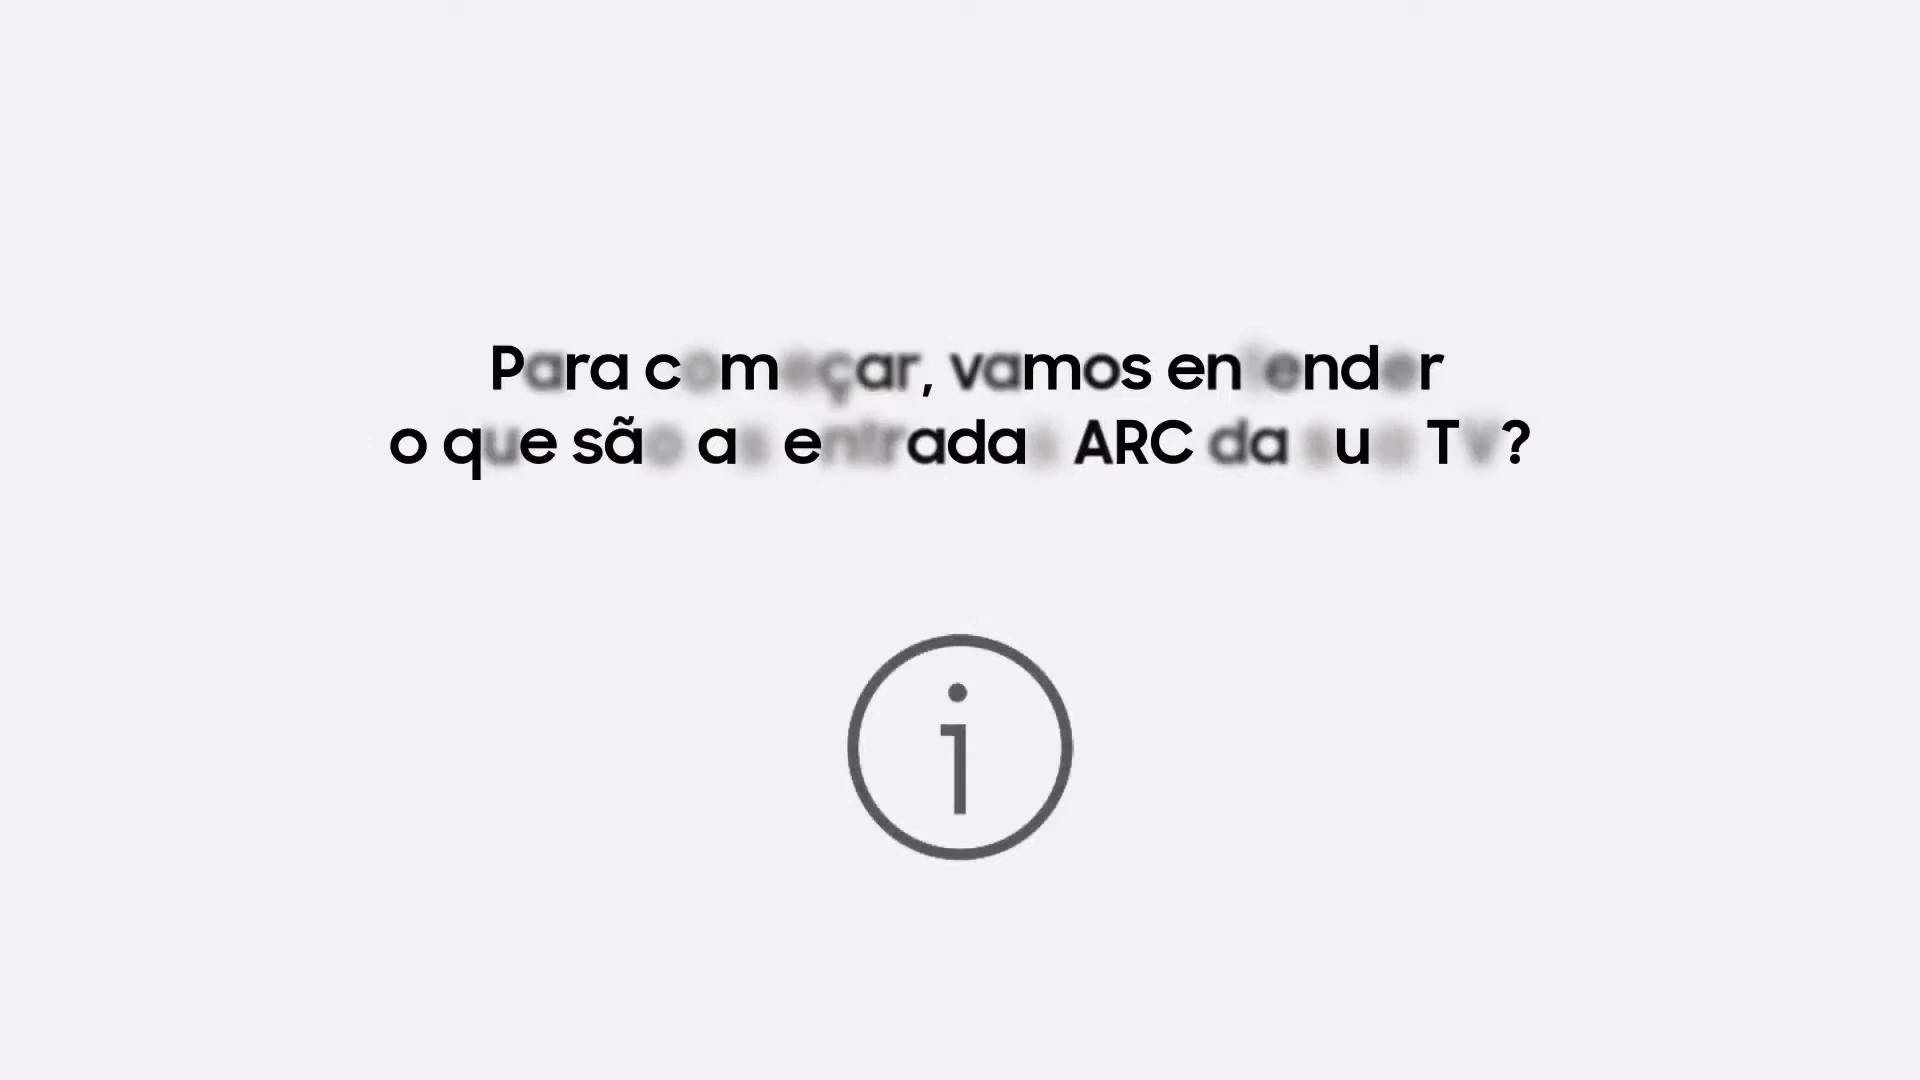 Para começar, vamos entender
o que são as entradas ARC da sua TV?